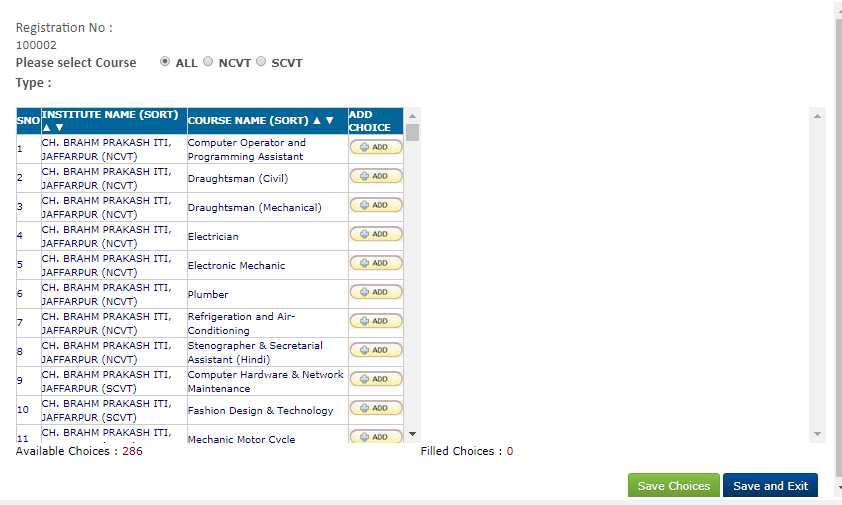 Registration No :
100002
Please select Course Type : ALL NCVT SCVT
SNO INSTITUTE NAME (SORT) ▲ ▼ COURSE NAME (SORT) ▲ ▼ ADD CHOICE
1 CH. BRAHM PRAKASH ITI, JAFFARPUR (NCVT) Computer Operator and Programming Assistant ADD
2 CH. BRAHM PRAKASH ITI, JAFFARPUR (NCVT) Draughtsman (Civil) ADD
3 CH. BRAHM PRAKASH ITI, JAFFARPUR (NCVT) Draughtsman (Mechanical) ADD
4 CH. BRAHM PRAKASH ITI, JAFFARPUR (NCVT) Electrician ADD
5 CH. BRAHM PRAKASH ITI, JAFFARPUR (NCVT) Electronic Mechanic ADD
6 CH. BRAHM PRAKASH ITI, JAFFARPUR (NCVT) Plumber ADD
7 CH. BRAHM PRAKASH ITI, JAFFARPUR (NCVT) Refrigeration and Air-Conditioning ADD
8 CH. BRAHM PRAKASH ITI, JAFFARPUR (NCVT) Stenographer & Secretarial Assistant (Hindi) ADD
9 CH. BRAHM PRAKASH ITI, JAFFARPUR (SCVT) Computer Hardware & Network Maintenance ADD
10 CH. BRAHM PRAKASH ITI, JAFFARPUR (SCVT) Fashion Design & Technology ADD
11 CH. BRAHM PRAKASH ITI, Mechanic Motor Cycle ADD
Available Choices : 286 Filled Choices : 0
Save Choices Save and Exit